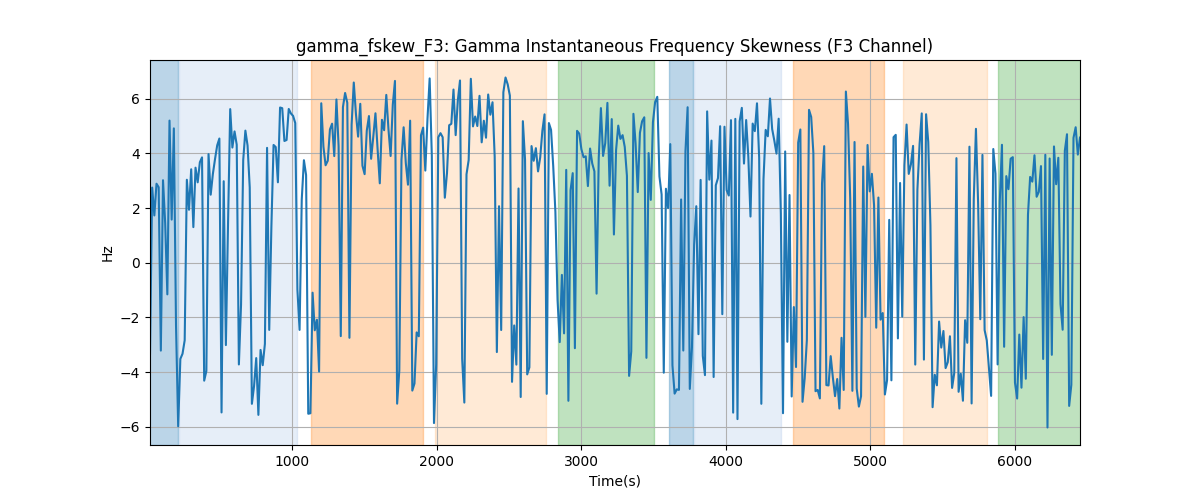 gamma_fskew_F3: Gamma Instantaneous Frequency Skewness (F3 Channel)
Hz
6
4
2
0
−2
−4
−6
1000 2000 3000 4000 5000 6000
Time(s)